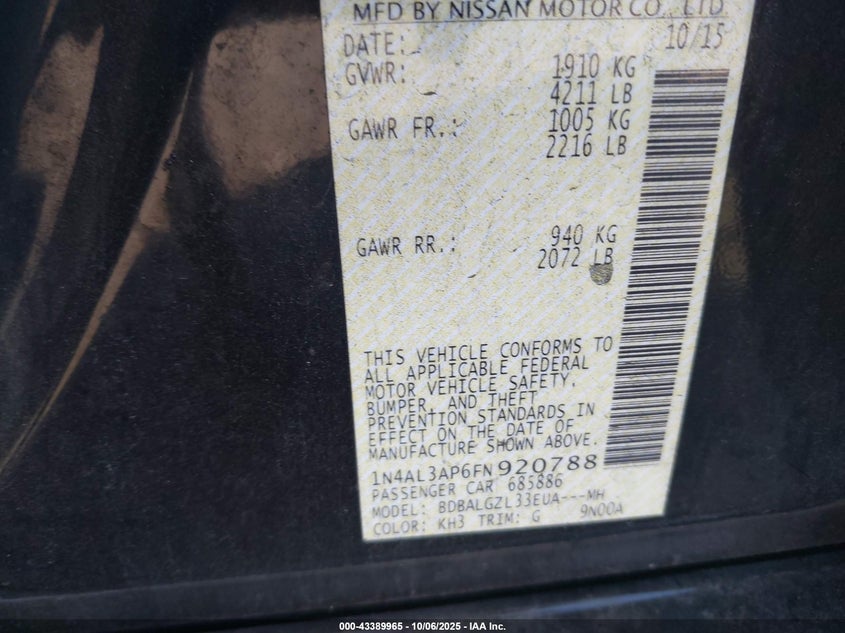 MFD BY NISSAN MOTOR CO., LTD
DATE: 10/15
GVWR: 1910 KG
4211 LB
GAWR FR.: 1005 KG
2216 LB
GAWR RR.: 940 KG
2072 LB
THIS VEHICLE CONFORMS TO
ALL APPLICABLE FEDERAL
MOTOR VEHICLE SAFETY,
BUMPER, AND THEFT
PREVENTION STANDARDS IN
EFFECT ON THE DATE OF
MANUFACTURE SHOWN ABOVE.
1N4AL3AP6FN920788
PASSENGER CAR 685886
MODEL: BDBALGZL33EUA---MH
COLOR: KH3 TRIM: G 9N00A
000-43389965 - 10/06/2025 - IAA Inc.